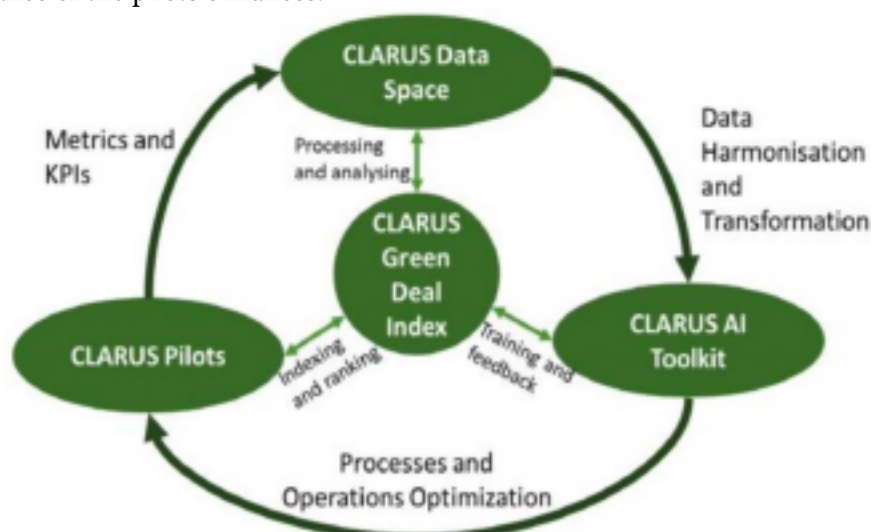 CLARUS Data
Space
Metrics and
KPIs
Processing
and analysing
Data
Harmonisation
and
Transformation
CLARUS
Green
Deal
Index
CLARUS Pilots
Indexing
and ranking
Training and
feedback
CLARUS AI
Toolkit
Processes and
Operations Optimization